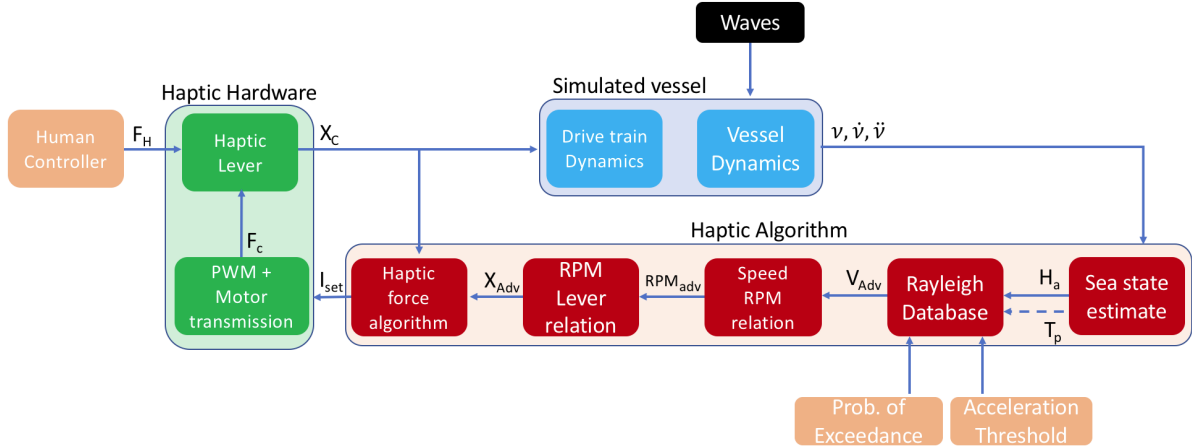 Waves
Haptic Hardware
Simulated vessel
Human
Controller
F_H
Haptic
Lever
X_C
Drive train
Dynamics
Vessel
Dynamics
ν, ν̇, ν̈
F_c
Haptic Algorithm
PWM +
Motor
transmission
I_set
Haptic
force
algorithm
X_Adv
RPM
Lever
relation
RPM_adv
Speed
RPM
relation
V_Adv
Rayleigh
Database
H_a
T_p
Sea state
estimate
Prob. of
Exceedance
Acceleration
Threshold